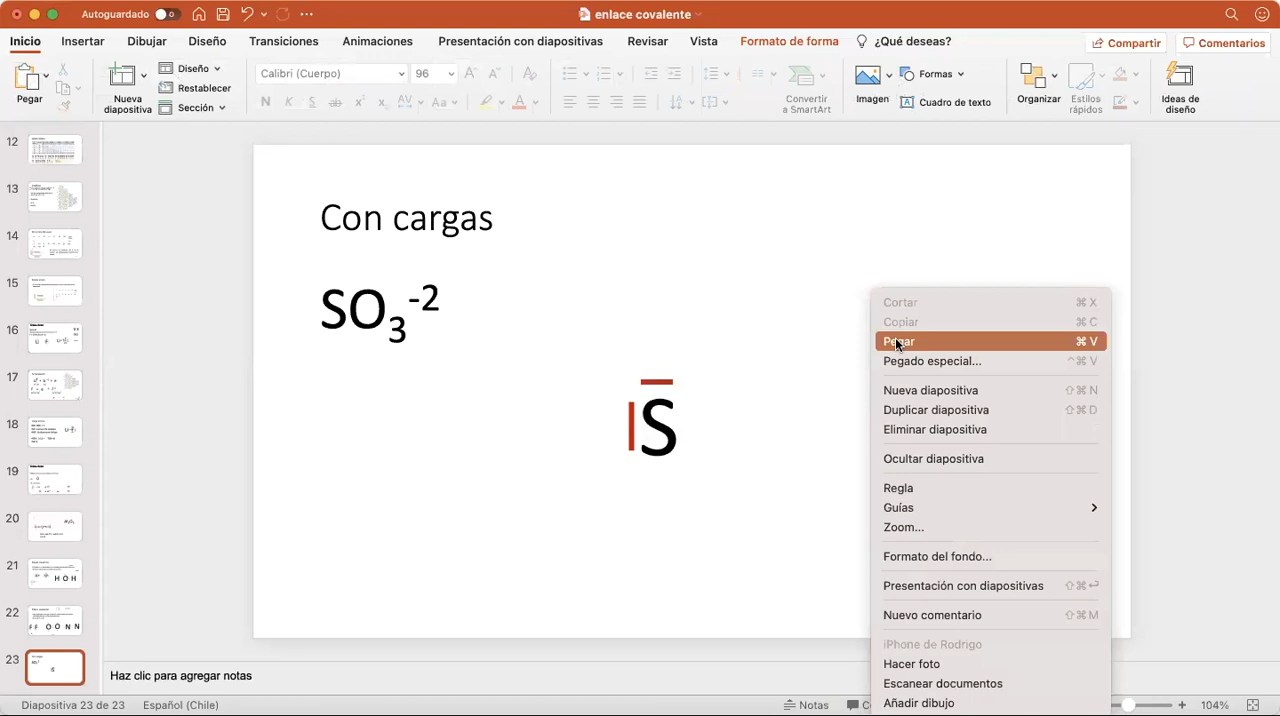 Autoguardado
enlace covalente
Inicio Insertar Dibujar Diseño Transiciones Animaciones Presentación con diapositivas Revisar Vista Formato de forma ¿Qué deseas? Compartir Comentarios
Pegar
Nueva diapositiva
Diseño
Restablecer
Sección
Calibri (Cuerpo) 96
Convertir a SmartArt
Imagen
Formas
Cuadro de texto
Organizar
Estilos rápidos
Ideas de diseño
12
13
14
15
16
17
18
19
20
21
H O H
22
F F O O N N
23
Con cargas
SO₃⁻²
S
Cortar ⌘ X
Copiar ⌘ C
Pegar ⌘ V
Pegado especial... ⌃⌘ V
Nueva diapositiva ⇧⌘ N
Duplicar diapositiva ⇧⌘ D
Eliminar diapositiva
Ocultar diapositiva
Regla
Guías
Zoom...
Formato del fondo...
Presentación con diapositivas ⇧⌘⏎
Nuevo comentario ⇧⌘ M
iPhone de Rodrigo
Hacer foto
Escanear documentos
Añadir dibujo
Haz clic para agregar notas
Diapositiva 23 de 23 Español (Chile) Notas 104%